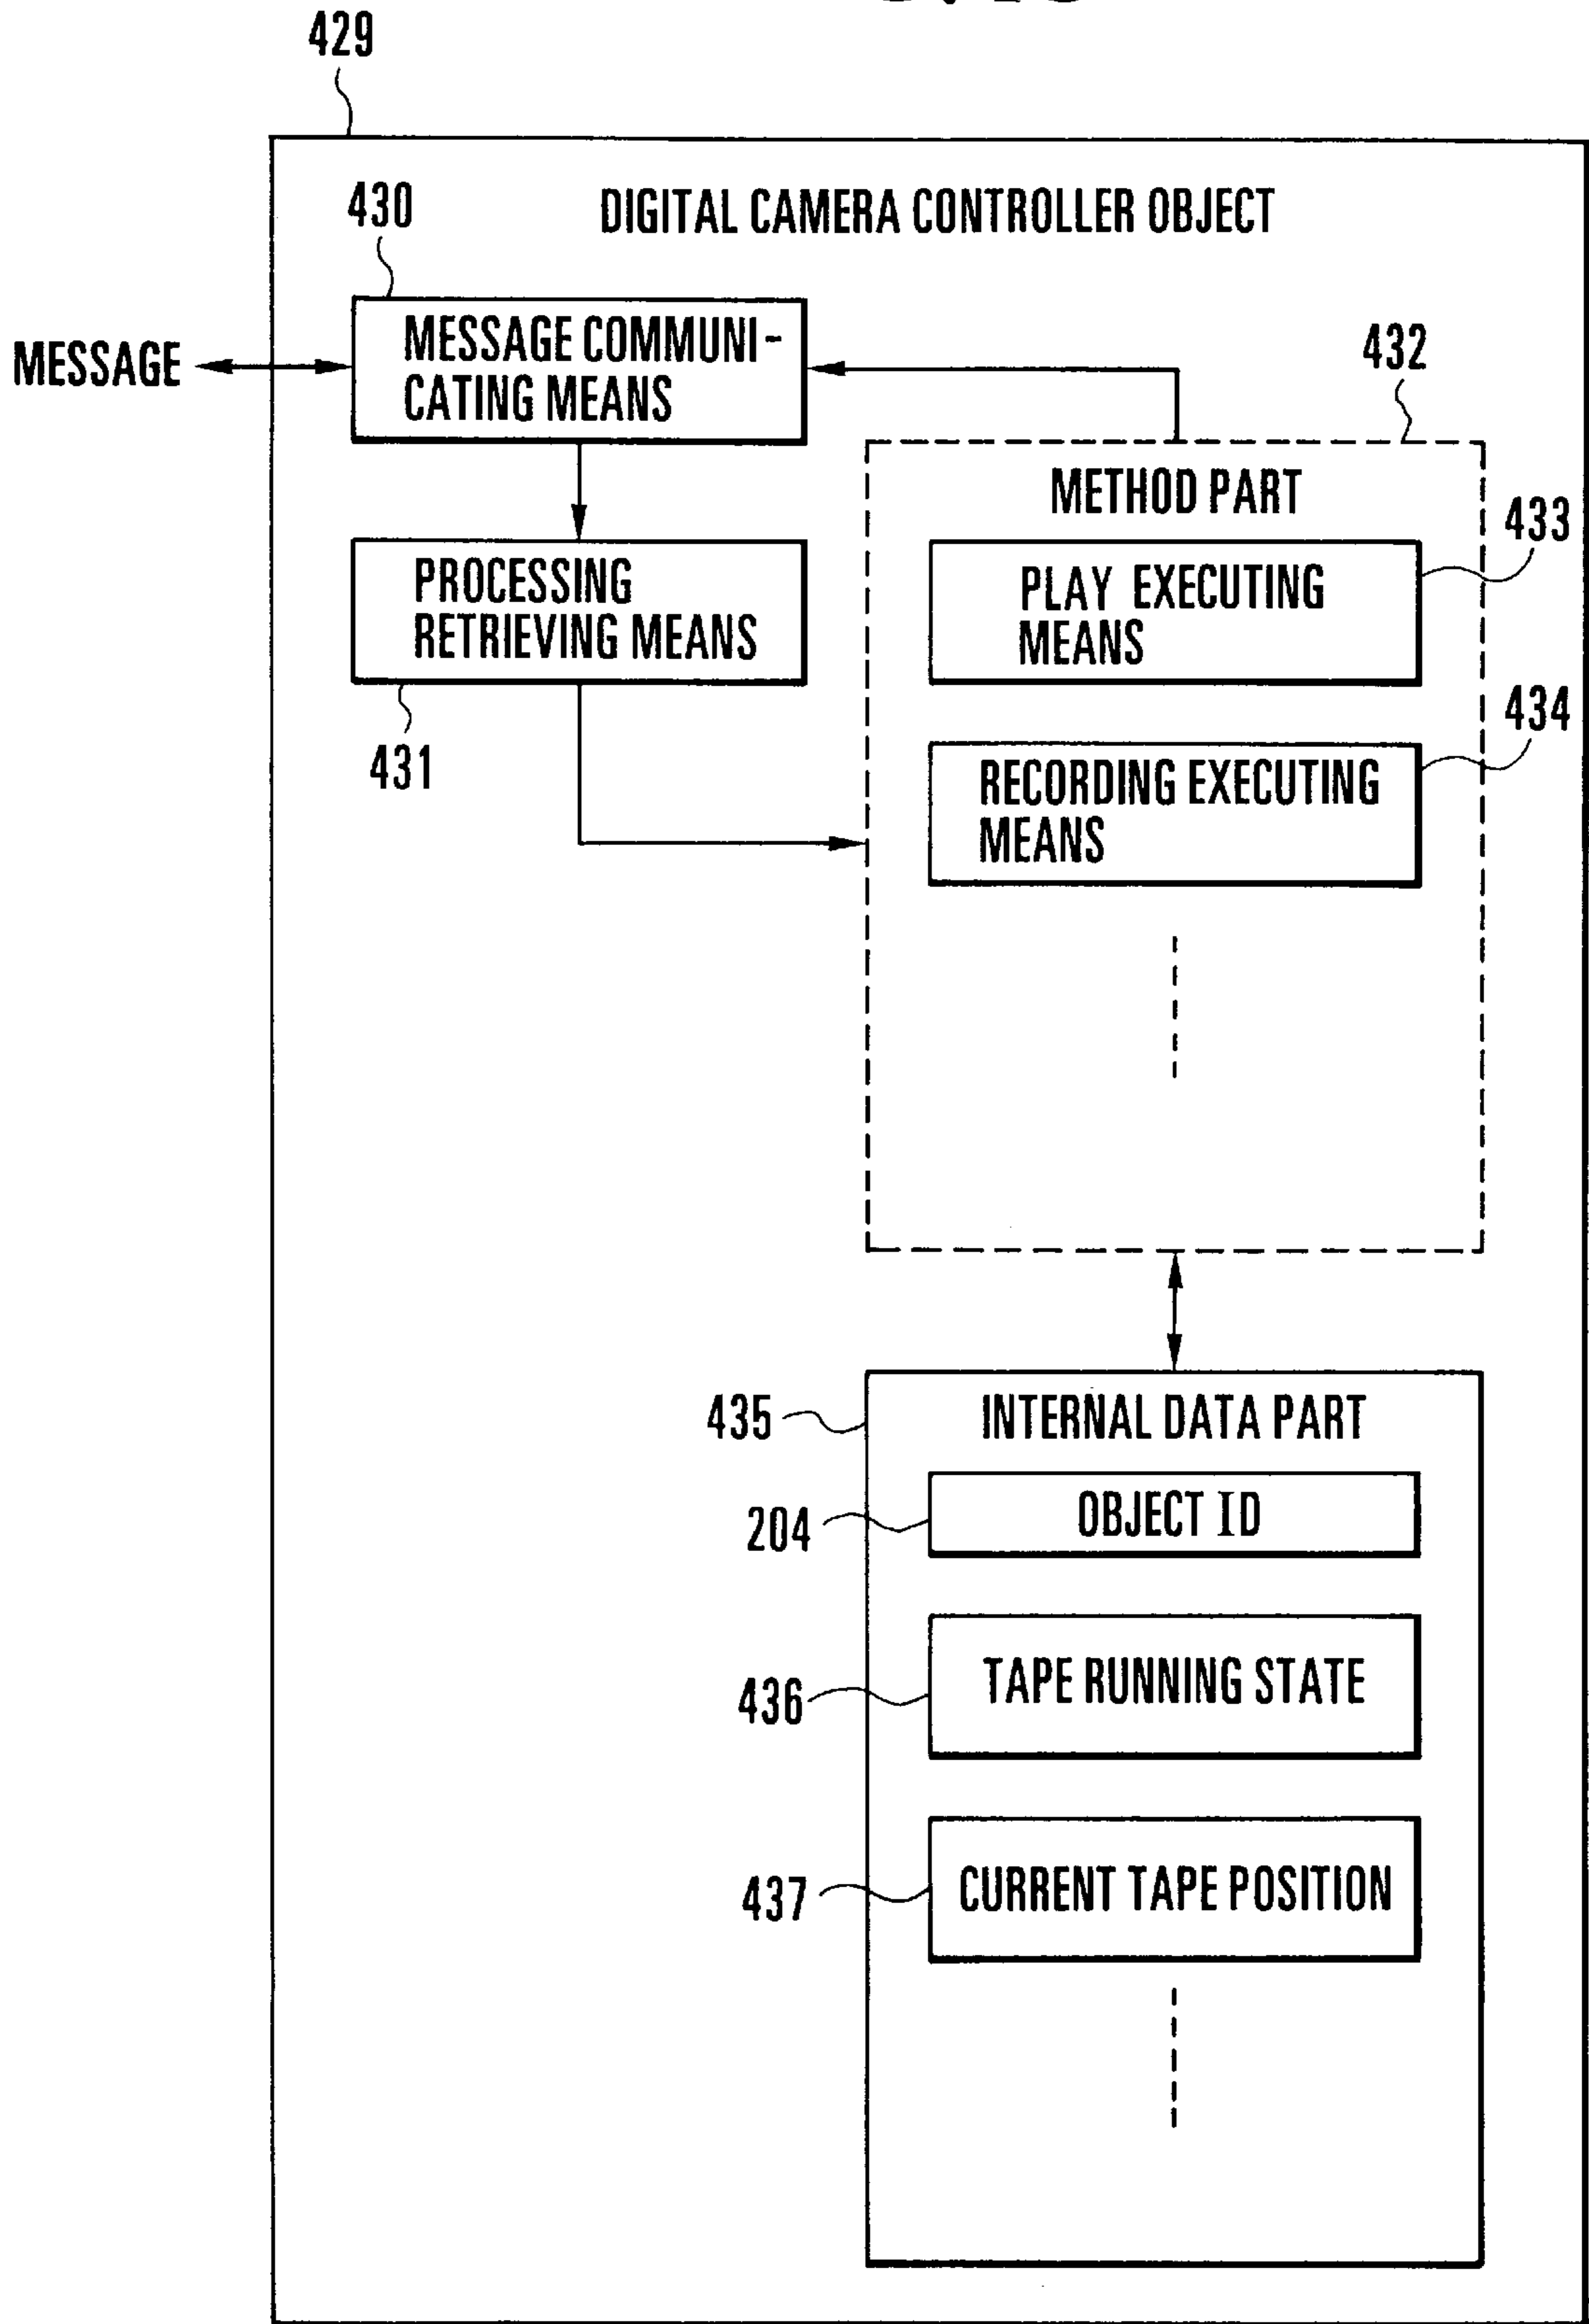 429
430
DIGITAL CAMERA CONTROLLER OBJECT
MESSAGE
MESSAGE COMMUNI-
CATING MEANS
432
METHOD PART
433
PROCESSING
RETRIEVING MEANS
PLAY EXECUTING
MEANS
431
434
RECORDING EXECUTING
MEANS
435
INTERNAL DATA PART
204
OBJECT ID
436
TAPE RUNNING STATE
437
CURRENT TAPE POSITION